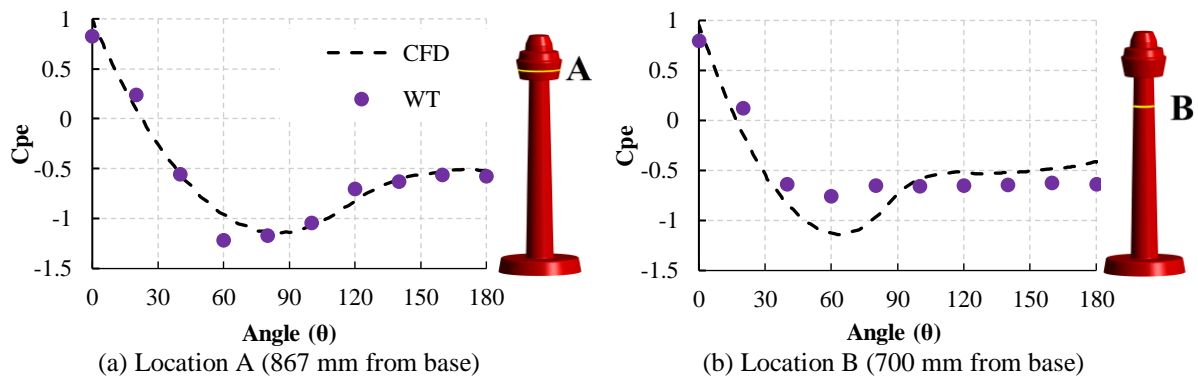 1
0.5
0
-0.5
-1
-1.5
Cpe
CFD
WT
A
0 30 60 90 120 150 180
Angle (θ)
(a) Location A (867 mm from base)
1
0.5
0
-0.5
-1
-1.5
Cpe
B
0 30 60 90 120 150 180
Angle (θ)
(b) Location B (700 mm from base)